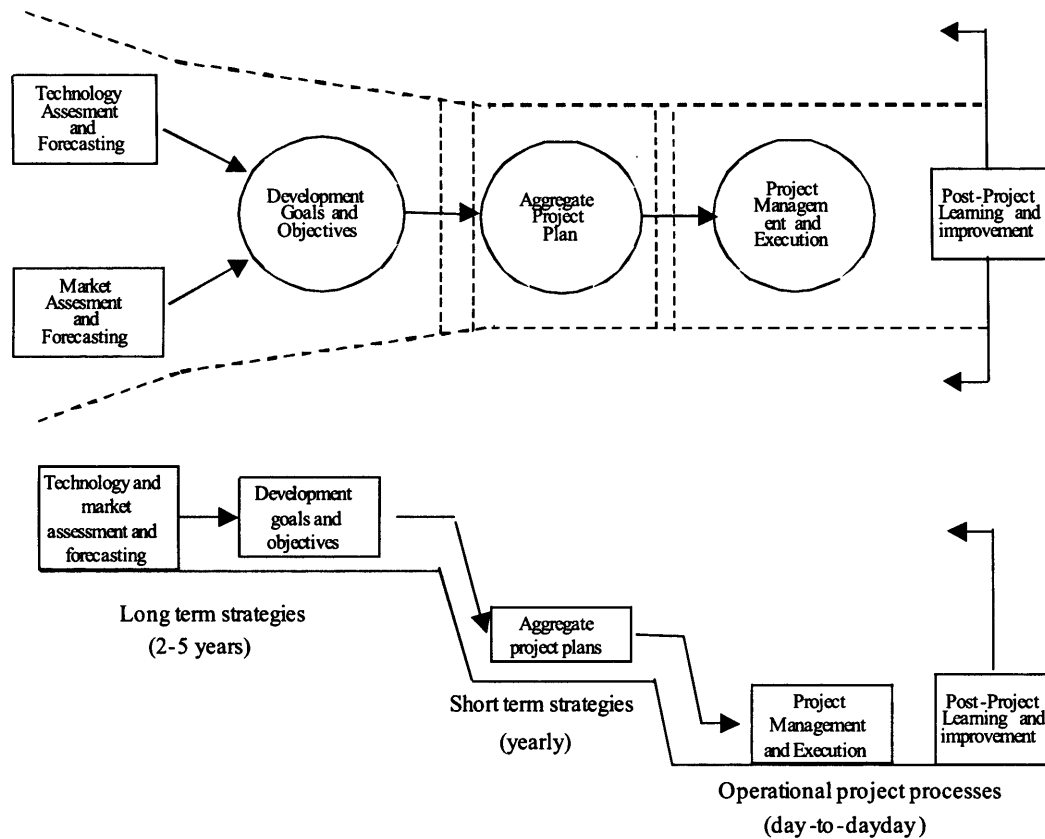 Technology
Assesment
and
Forecasting
Market
Assesment
and
Forecasting
Development
Goals and
Objectives
Aggregate
Project
Plan
Project
Managem
ent and
Execution
Post-Project
Learning and
improvement
Technology and
market
assessment and
forecasting
Development
goals and
objectives
Long term strategies
(2-5 years)
Aggregate
project plans
Short term strategies
(yearly)
Project
Management
and Execution
Post-Project
Learning and
improvement
Operational project processes
(day-to-dayday)